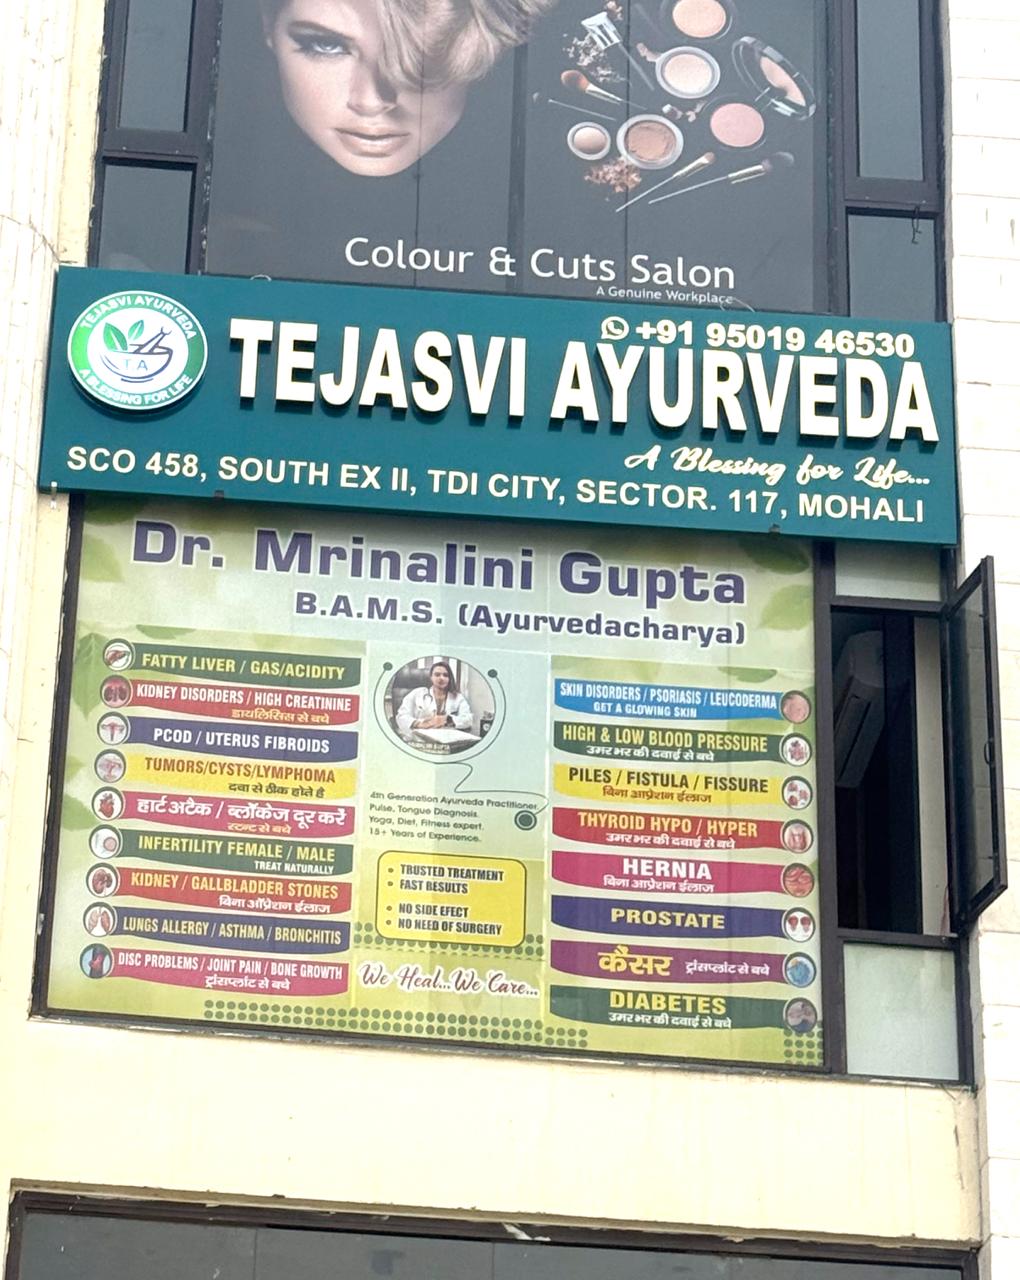 Colour & Cuts Salon
A Genuine Workplace
TEJASVI AYURVEDA
T A
A BLESSING FOR LIFE
+91 95019 46530
TEJASVI AYURVEDA
A Blessing for Life...
SCO 458, SOUTH EX II, TDI CITY, SECTOR. 117, MOHALI
Dr. Mrinalini Gupta
B.A.M.S. (Ayurvedacharya)
FATTY LIVER / GAS/ACIDITY
KIDNEY DISORDERS / HIGH CREATININE
डायलिसिस से बचे
PCOD / UTERUS FIBROIDS
TUMORS/CYSTS/LYMPHOMA
दवा से ठीक होते है
हार्ट अटैक / ब्लॉकेज दूर करें
स्टन्ट से बचे
INFERTILITY FEMALE / MALE
TREAT NATURALLY
KIDNEY / GALLBLADDER STONES
बिना ऑप्रेशन ईलाज
LUNGS ALLERGY / ASTHMA / BRONCHITIS
DISC PROBLEMS / JOINT PAIN / BONE GROWTH
ट्रांसप्लांट से बचे
4th Generation Ayurveda Practitioner,
Pulse, Tongue Diagnosis.
Yoga, Diet, Fitness expert.
15+ Years of Experience.
• TRUSTED TREATMENT
• FAST RESULTS
• NO SIDE EFECT
• NO NEED OF SURGERY
We Heal...We Care...
SKIN DISORDERS / PSORIASIS / LEUCODERMA
GET A GLOWING SKIN
HIGH & LOW BLOOD PRESSURE
उमर भर की दवाई से बचे
PILES / FISTULA / FISSURE
बिना आप्रेशन ईलाज
THYROID HYPO / HYPER
उमर भर की दवाई से बचे
HERNIA
बिना आप्रेशन ईलाज
PROSTATE
कैंसर ट्रांसप्लांट से बचे
DIABETES
उमर भर की दवाई से बचे